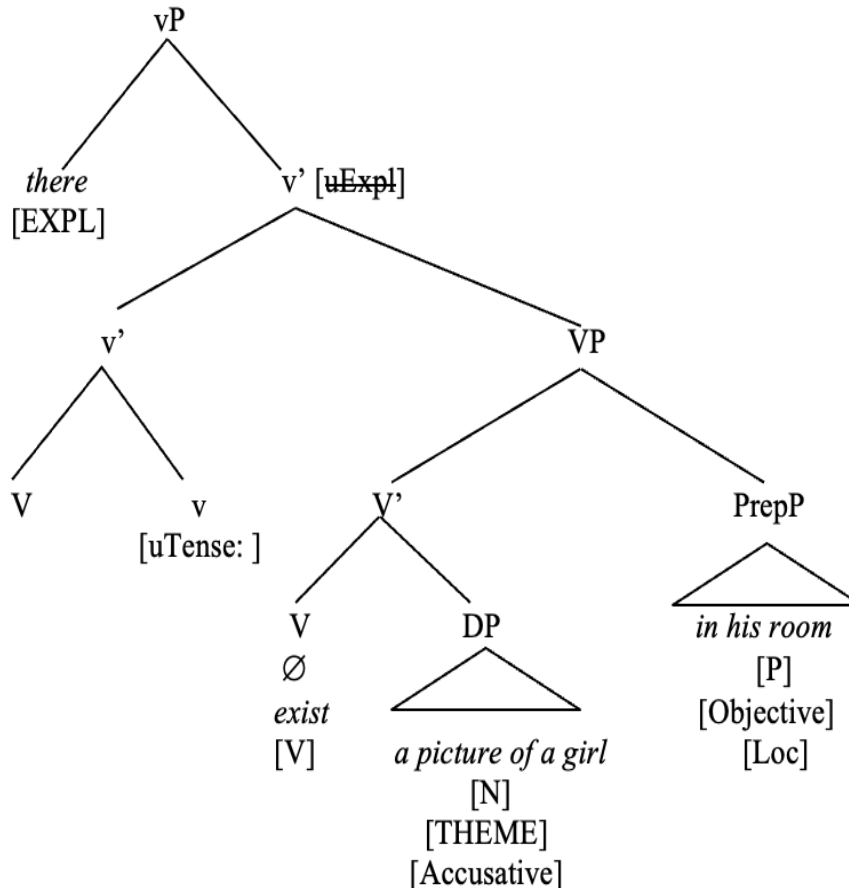 vP
there v’ [uExpl]
[EXPL]
v’ VP
V v V’ PrepP
[uTense: ]
V DP in his room
∅ [P]
exist [Objective]
[V] a picture of a girl [Loc]
[N]
[THEME]
[Accusative]